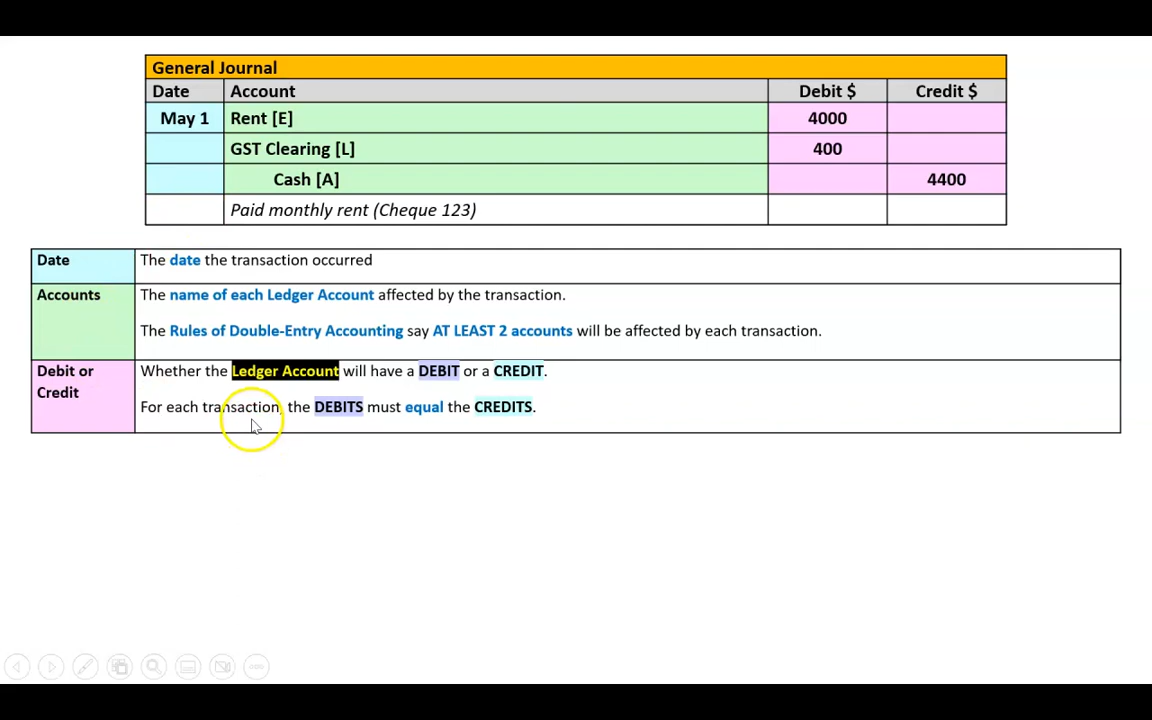 General Journal
Date Account Debit $ Credit $
May 1 Rent [E] 4000
GST Clearing [L] 400
Cash [A] 4400
Paid monthly rent (Cheque 123)
Date The date the transaction occurred
Accounts The name of each Ledger Account affected by the transaction.
The Rules of Double-Entry Accounting say AT LEAST 2 accounts will be affected by each transaction.
Debit or Whether the Ledger Account will have a DEBIT or a CREDIT.
Credit
For each transaction, the DEBITS must equal the CREDITS.